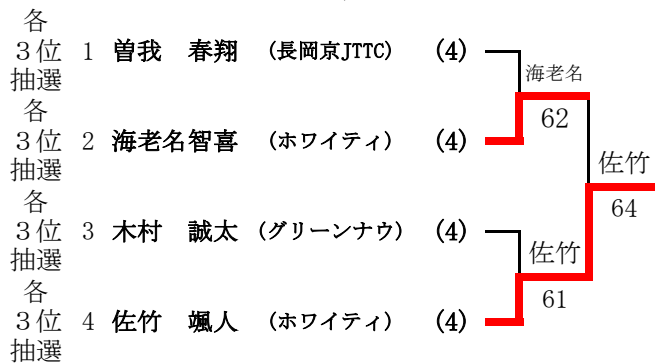 各
３位 1 曽我　春翔 (長岡京JTTC) (4)
抽選
海老名
62
各
３位 2 海老名智喜 (ホワイティ) (4)
抽選
佐竹
64
各
３位 3 木村　誠太 (グリーンナウ) (4)
抽選
佐竹
61
各
３位 4 佐竹　颯人 (ホワイティ) (4)
抽選